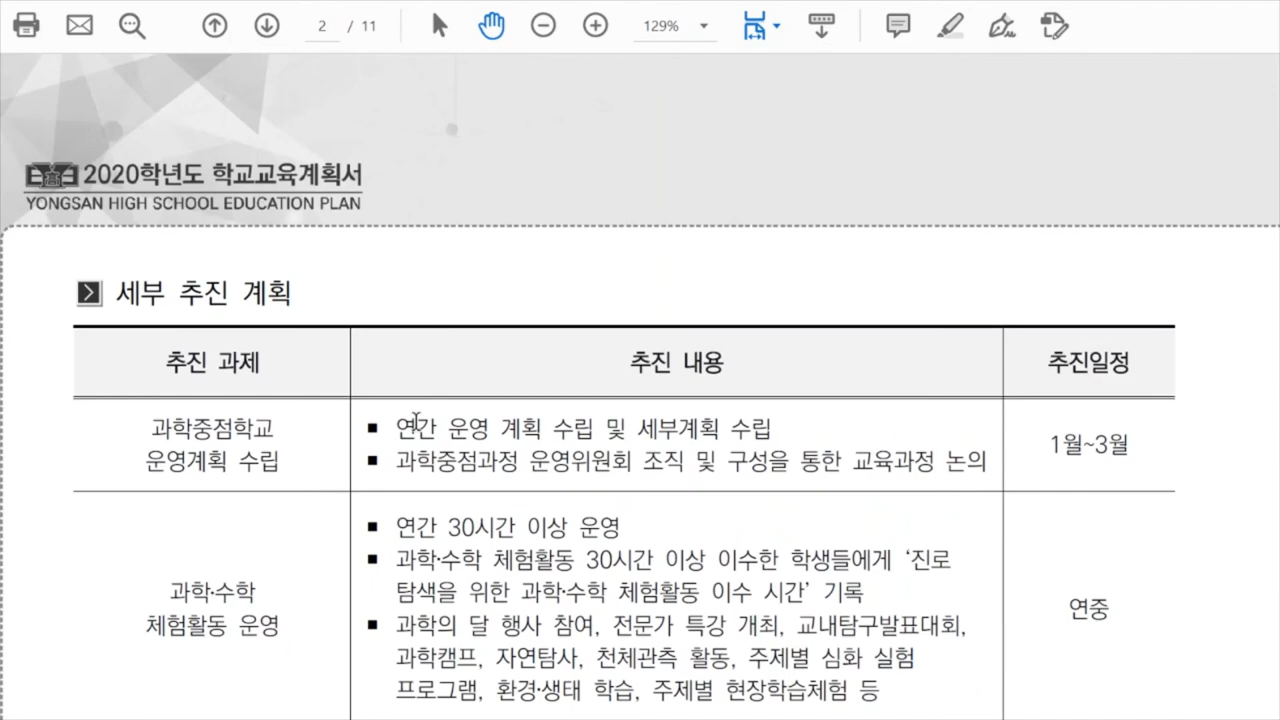 2 / 11
129%
2020학년도 학교교육계획서
YONGSAN HIGH SCHOOL EDUCATION PLAN
세부 추진 계획
추진 과제 추진 내용 추진일정
과학중점학교
운영계획 수립
■ 연간 운영 계획 수립 및 세부계획 수립
■ 과학중점과정 운영위원회 조직 및 구성을 통한 교육과정 논의
1월~3월
과학·수학
체험활동 운영
■ 연간 30시간 이상 운영
■ 과학·수학 체험활동 30시간 이상 이수한 학생들에게 ‘진로
탐색을 위한 과학·수학 체험활동 이수 시간’ 기록
■ 과학의 달 행사 참여, 전문가 특강 개최, 교내탐구발표대회,
과학캠프, 자연탐사, 천체관측 활동, 주제별 심화 실험
프로그램, 환경·생태 학습, 주제별 현장학습체험 등
연중